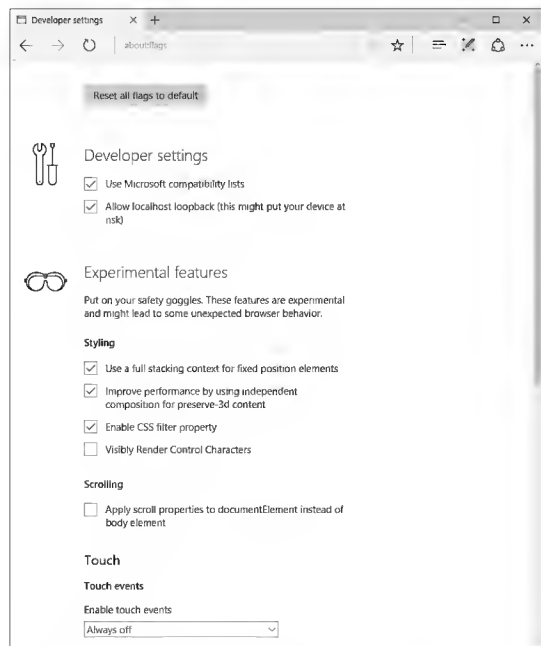 Developer settings
about:flags
Reset all flags to default
Developer settings
Use Microsoft compatibility lists
Allow localhost loopback (this might put your device at
risk)
Experimental features
Put on your safety goggles. These features are experimental
and might lead to some unexpected browser behavior.
Styling
Use a full stacking context for fixed position elements
Improve performance by using independent
composition for preserve-3d content
Enable CSS filter property
Visibly Render Control Characters
Scrolling
Apply scroll properties to documentElement instead of
body element
Touch
Touch events
Enable touch events
Always off